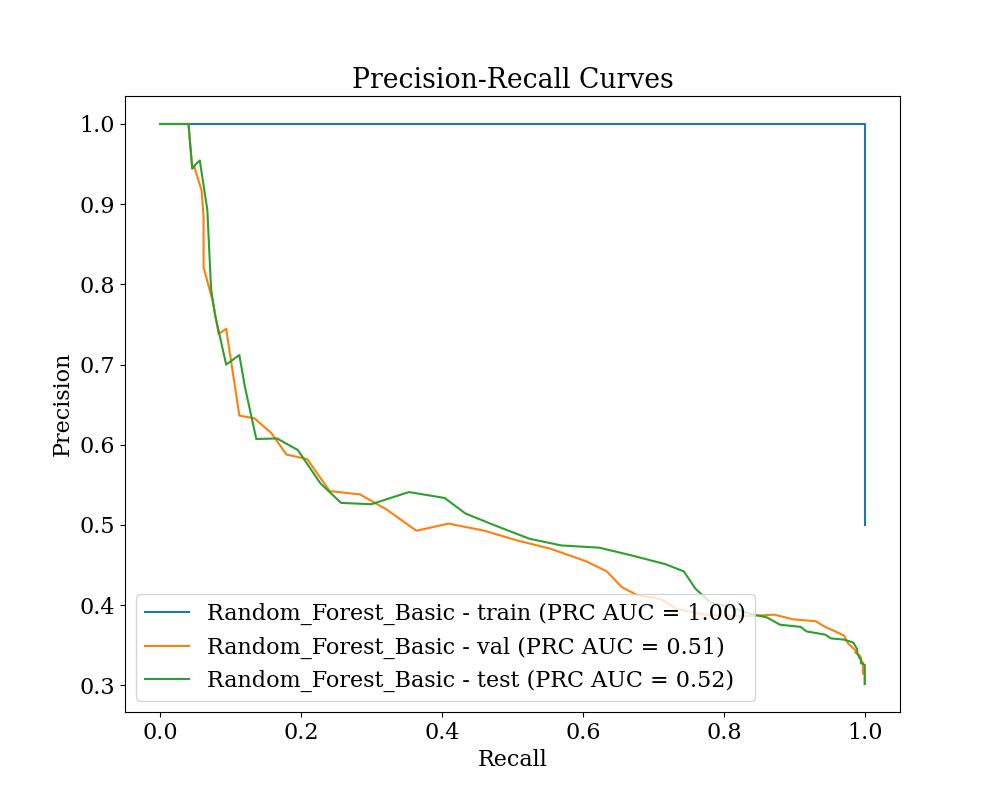 Precision-Recall Curves
1.0
0.9
0.8
0.7
0.6
0.5
0.4
0.3
Precision
Random_Forest_Basic - train (PRC AUC = 1.00)
Random_Forest_Basic - val (PRC AUC = 0.51)
Random_Forest_Basic - test (PRC AUC = 0.52)
0.0 0.2 0.4 0.6 0.8 1.0
Recall